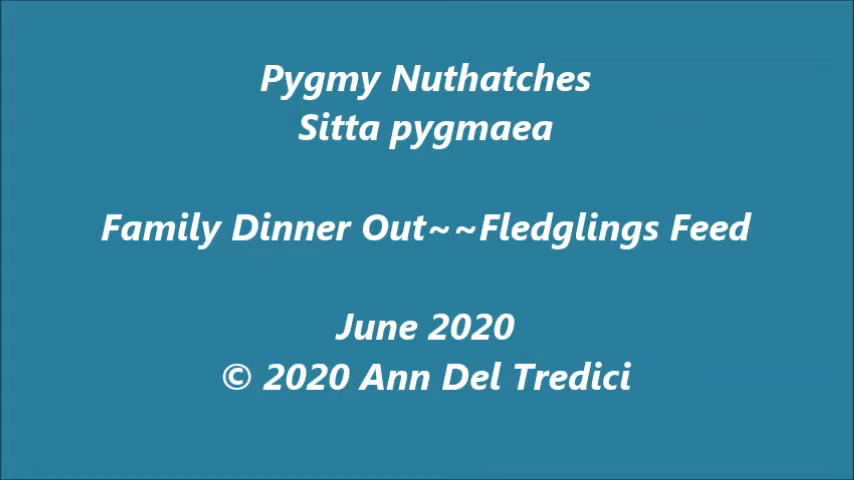 Pygmy Nuthatches
Sitta pygmaea
Family Dinner Out~~Fledglings Feed
June 2020
© 2020 Ann Del Tredici